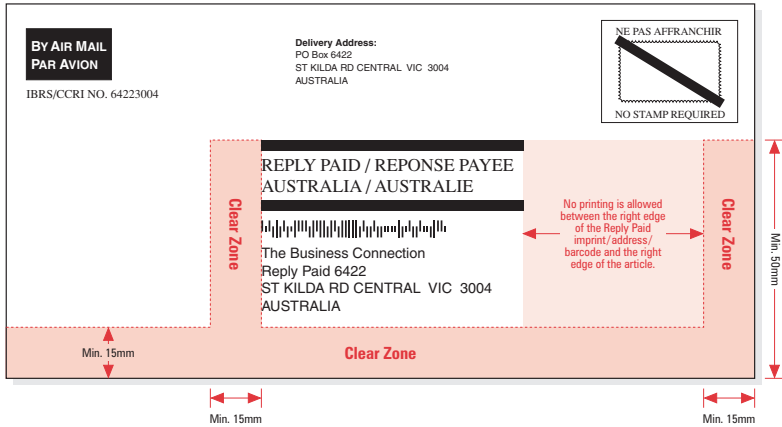 BY AIR MAIL
PAR AVION
IBRS/CCRI NO. 64223004
Delivery Address:
PO Box 6422
ST KILDA RD CENTRAL VIC 3004
AUSTRALIA
NE PAS AFFRANCHIR
NO STAMP REQUIRED
REPLY PAID / REPONSE PAYEE
AUSTRALIA / AUSTRALIE
The Business Connection
Reply Paid 6422
ST KILDA RD CENTRAL VIC 3004
AUSTRALIA
Clear Zone
No printing is allowed
between the right edge
of the Reply Paid
imprint/address/
barcode and the right
edge of the article.
Clear Zone
Min. 50mm
Min. 15mm
Clear Zone
Min. 15mm
Min. 15mm